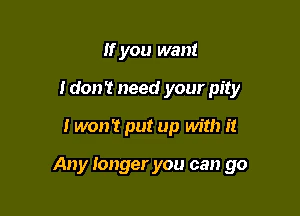 If you want
I don't need your pity
I won't put up with it
Any longer you can go